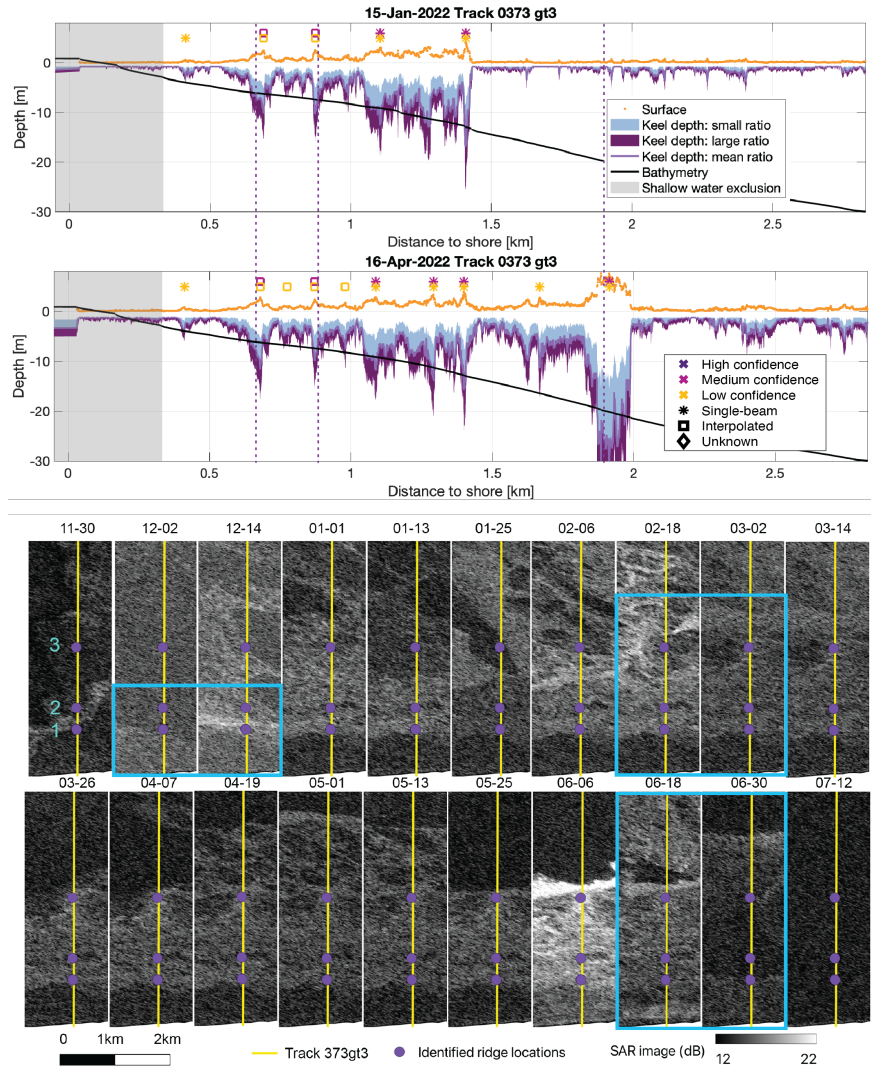 15-Jan-2022 Track 0373 gt3
0
-10
-20
-30
Depth [m]
0
0.5
1
1.5
2
2.5
Distance to shore [km]
Surface
Keel depth: small ratio
Keel depth: large ratio
Keel depth: mean ratio
Bathymetry
Shallow water exclusion
16-Apr-2022 Track 0373 gt3
0
-10
-20
-30
Depth [m]
0
0.5
1
1.5
2
2.5
Distance to shore [km]
High confidence
Medium confidence
Low confidence
Single-beam
Interpolated
Unknown
11-30 12-02 12-14 01-01 01-13 01-25 02-06 02-18 03-02 03-14
3
2
1
03-26 04-07 04-19 05-01 05-13 05-25 06-06 06-18 06-30 07-12
0 1km 2km
Track 373gt3
Identified ridge locations
SAR image (dB)
12 22